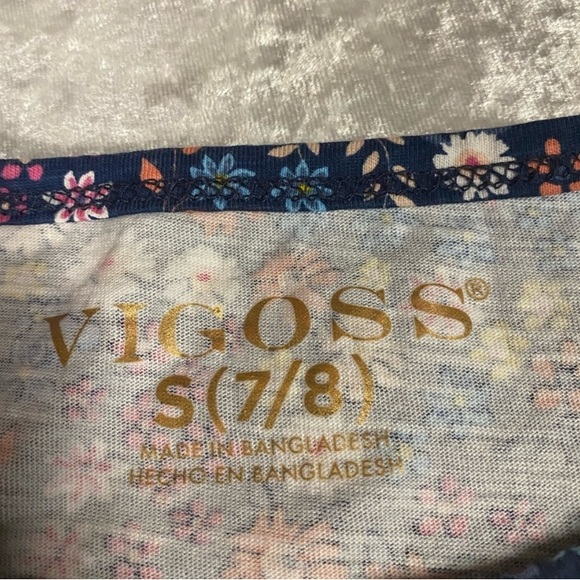 VIGOSS®
S (7/8)
MADE IN BANGLADESH
HECHO EN BANGLADESH